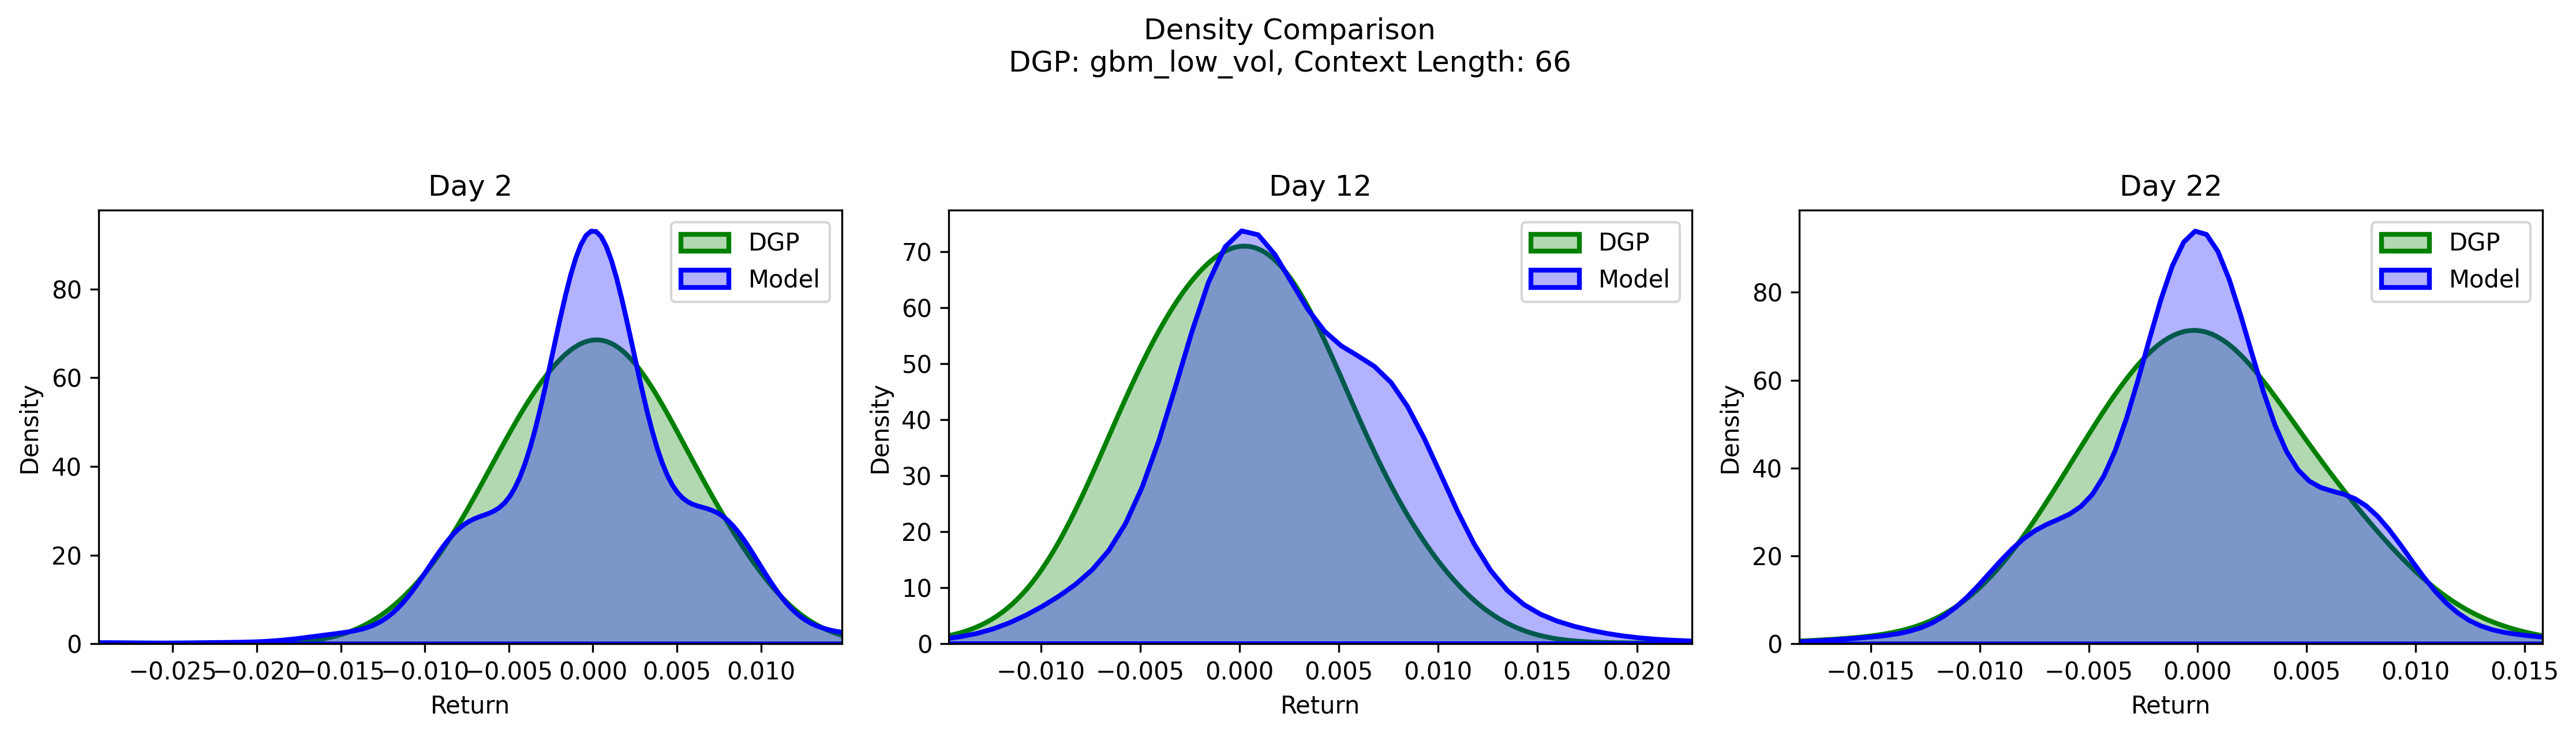 Density Comparison
DGP: gbm_low_vol, Context Length: 66
Day 2
DGP
Model
Density
80
60
40
20
0
−0.025 −0.020 −0.015 −0.010 −0.005 0.000 0.005 0.010
Return
Day 12
DGP
Model
Density
70
60
50
40
30
20
10
0
−0.010 −0.005 0.000 0.005 0.010 0.015 0.020
Return
Day 22
DGP
Model
Density
80
60
40
20
0
−0.015 −0.010 −0.005 0.000 0.005 0.010 0.015
Return